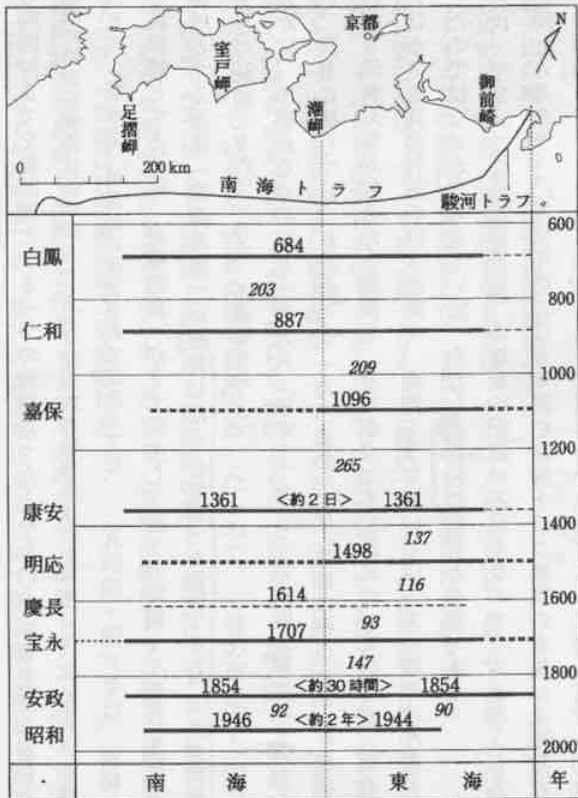 京都
N
室戸岬
御前崎
潮岬
足摺岬
0 200 km
南海トラフ
駿河トラフ
600
白鳳 684
203
800
仁和 887
209
1000
嘉保 1096
1200
265
康安 1361 <約2日> 1361
1400
137
明応 1498
116
慶長 1614
1600
93
宝永 1707
147
1800
安政 1854 <約30時間> 1854
92 90
昭和 1946 <約2年> 1944
2000
南海 東海 年